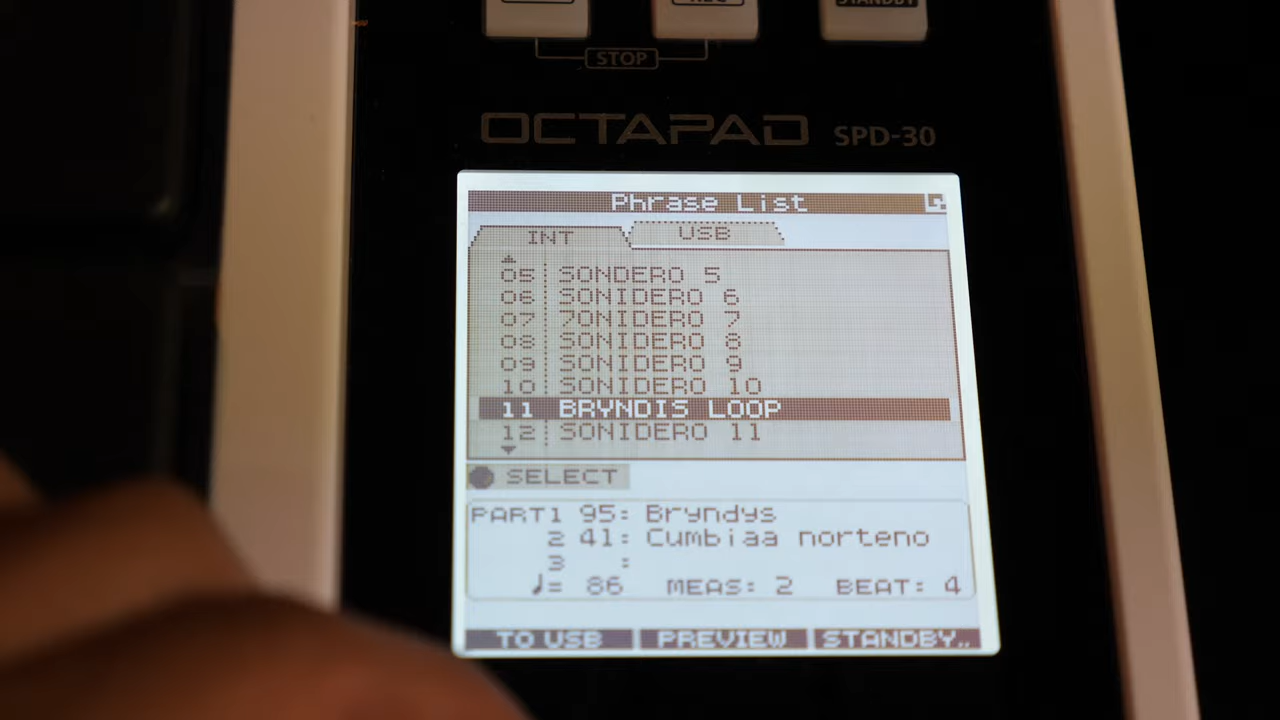 STANDBY
STOP
OCTAPAD SPD-30
Phrase List
INT USB
05 SONDERO 5
06 SONIDERO 6
07 7ONIDERO 7
08 SONIDERO 8
09 SONIDERO 9
10 SONIDERO 10
11 BRYNDIS LOOP
12 SONIDERO 11
SELECT
PART1 95: Bryndys
2 41: Cumbiaa norteno
3 :
♩= 86 MEAS: 2 BEAT: 4
TO USB PREVIEW STANDBY..